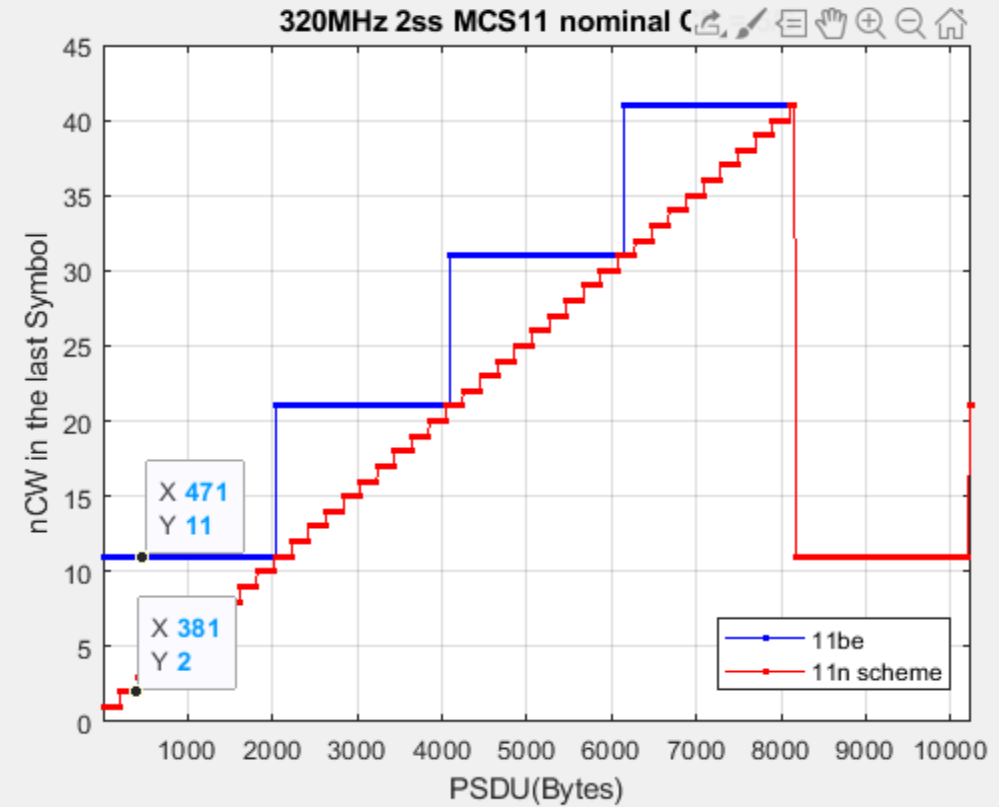 320MHz 2ss MCS11 nominal
45
40
35
30
25
20
15
10
5
0
nCW in the last Symbol
X 471
Y 11
X 381
Y 2
11be
11n scheme
1000 2000 3000 4000 5000 6000 7000 8000 9000 10000
PSDU(Bytes)